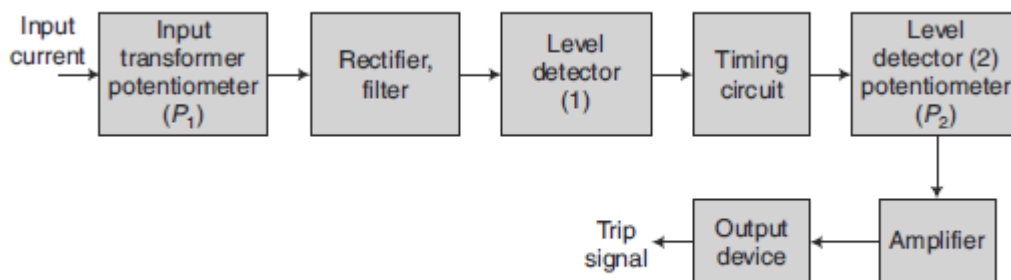 Input
current
Input
transformer
potentiometer
(P₁)
Rectifier,
filter
Level
detector
(1)
Timing
circuit
Level
detector (2)
potentiometer
(P₂)
Trip
signal
Output
device
Amplifier